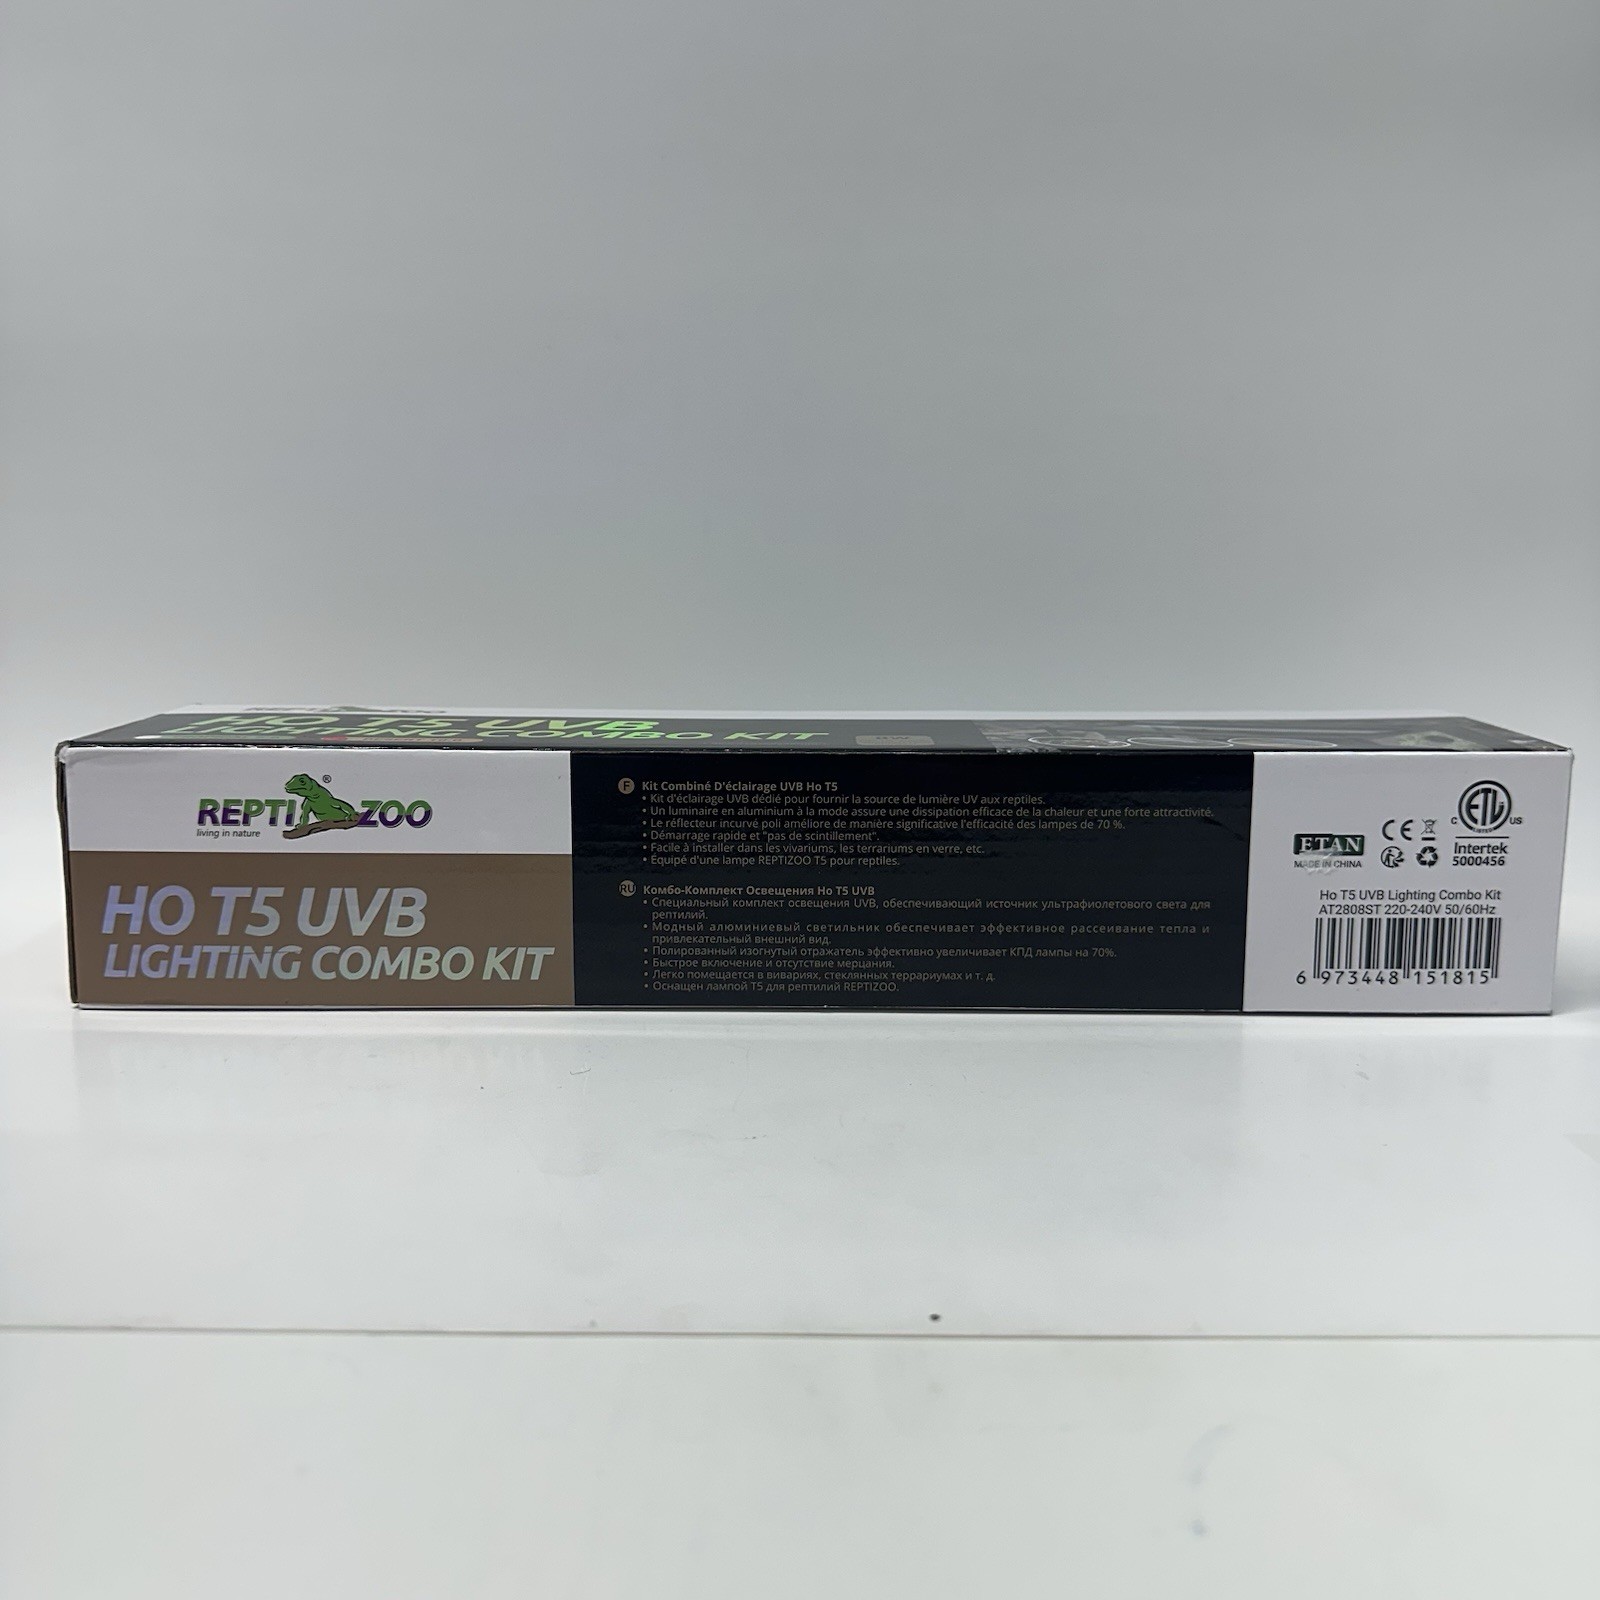 HO T5 UVB
LIGHTING COMBO KIT
8W
REPTI ZOO
®
living in nature
HO T5 UVB
LIGHTING COMBO KIT
F Kit Combiné D'éclairage UVB Ho T5
• Kit d'éclairage UVB dédié pour fournir la source de lumière UV aux reptiles.
• Un luminaire en aluminium à la mode assure une dissipation efficace de la chaleur et une forte attractivité.
• Le réflecteur incurvé poli améliore de manière significative l'efficacité des lampes de 70 %.
• Démarrage rapide et "pas de scintillement".
• Facile à installer dans les vivariums, les terrariums en verre, etc.
• Équipé d'une lampe REPTIZOO T5 pour reptiles.
RU Комбо-Комплект Освещения Ho T5 UVB
• Специальный комплект освещения UVB, обеспечивающий источник ультрафиолетового света для
рептилий.
• Модный алюминиевый светильник обеспечивает эффективное рассеивание тепла и
привлекательный внешний вид.
• Полированный изогнутый отражатель эффективно увеличивает КПД лампы на 70%.
• Быстрое включение и отсутствие мерцания.
• Легко помещается в вивариях, стеклянных террариумах и т. д.
• Оснащен лампой T5 для рептилий REPTIZOO.
ETAN
MADE IN CHINA
CE
C ETL US
Intertek
5000456
Ho T5 UVB Lighting Combo Kit
AT2808ST 220-240V 50/60Hz
6 973448 151815